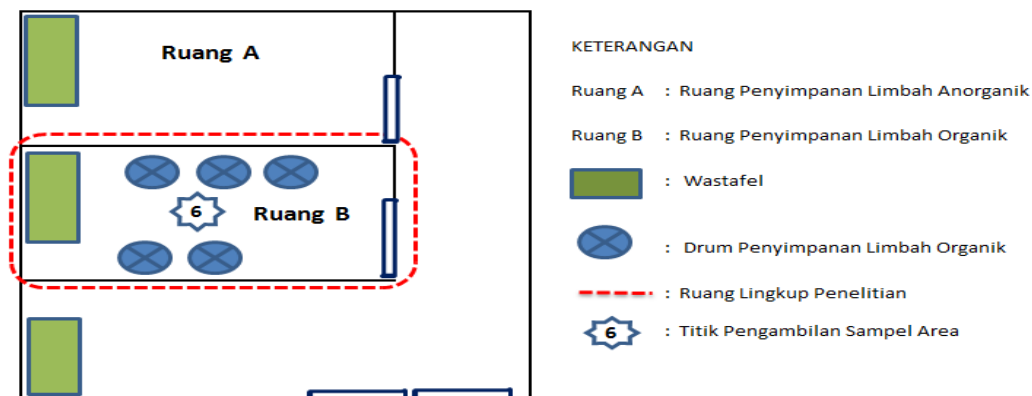 Ruang A
6
Ruang B
KETERANGAN
Ruang A : Ruang Penyimpanan Limbah Anorganik
Ruang B : Ruang Penyimpanan Limbah Organik
: Wastafel
: Drum Penyimpanan Limbah Organik
: Ruang Lingkup Penelitian
6 : Titik Pengambilan Sampel Area